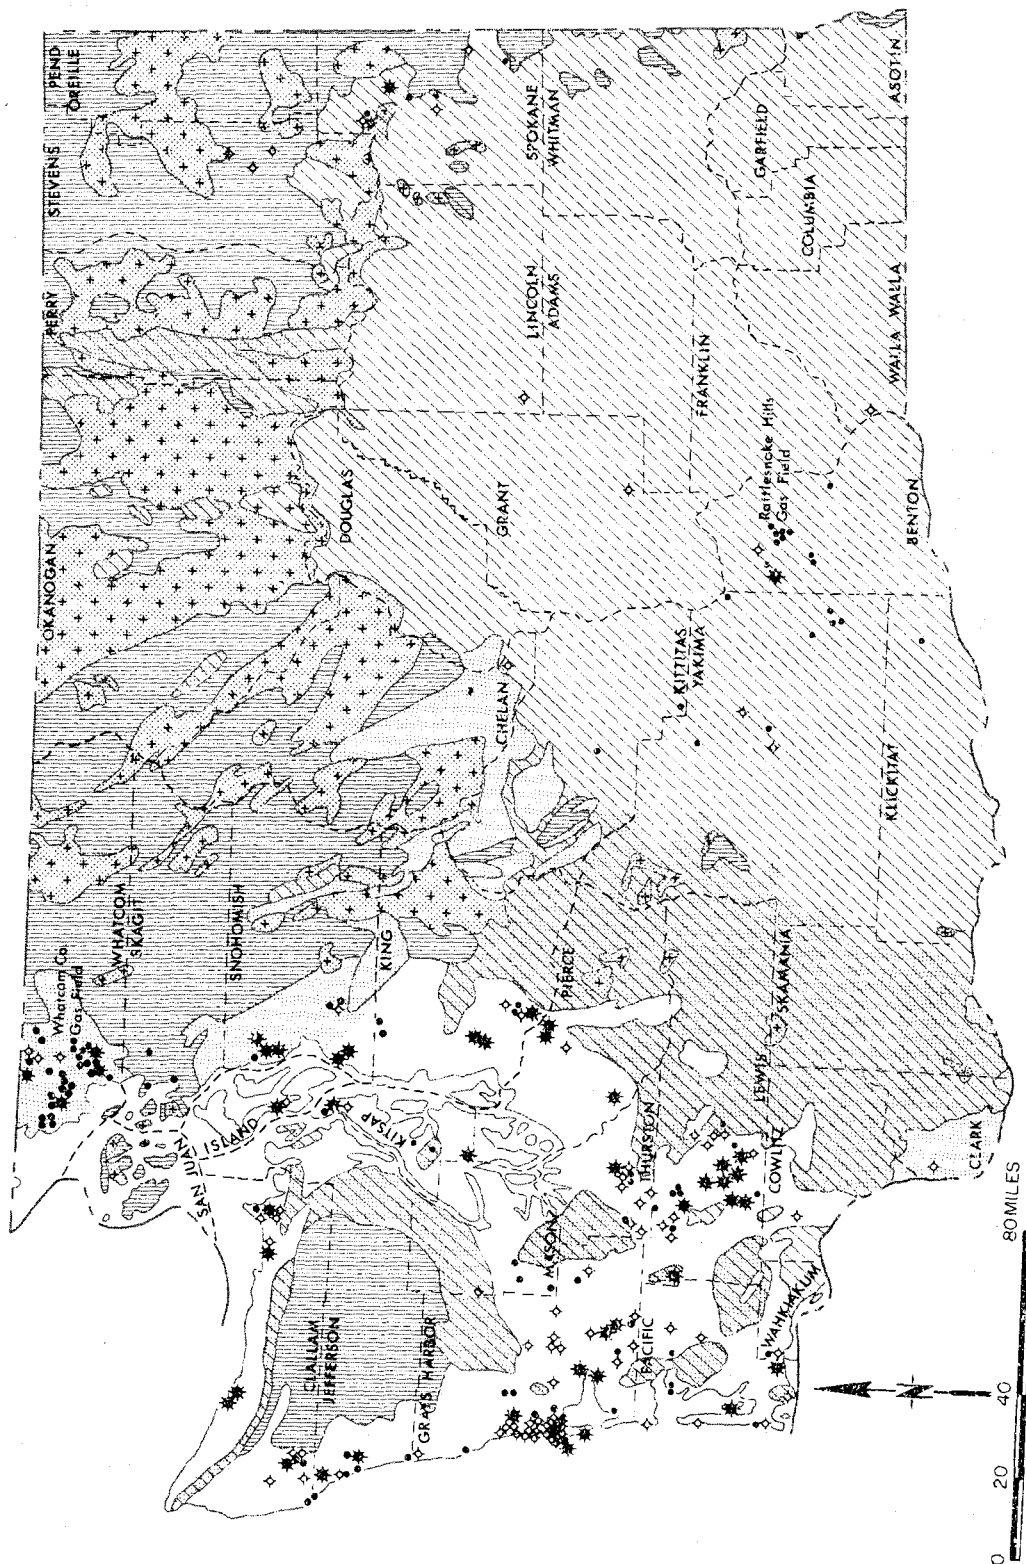 Whatcom Co.
Gas Field
WHATCOM
SKAGIT
OKANOGAN
PERRY
STEVENS
PEND
OREILLE
SAN JUAN
ISLAND
SNOHOMISH
CLALLAM
JEFFERSON
KITSAP
KING
CHELAN
DOUGLAS
GRANT
LINCOLN
ADAMS
SPOKANE
WHITMAN
GRAYS HARBOR
MASON
PIERCE
KITTITAS
YAKIMA
THURSTON
PACIFIC
LEWIS
FRANKLIN
GARFIELD
COLUMBIA
Rattlesnake Hills
Gas Field
WAHKIAKUM
COWLITZ
SKAMANIA
KLICKITAT
BENTON
WALLA WALLA
ASOTIN
CLARK
N
0 20 40 80 MILES